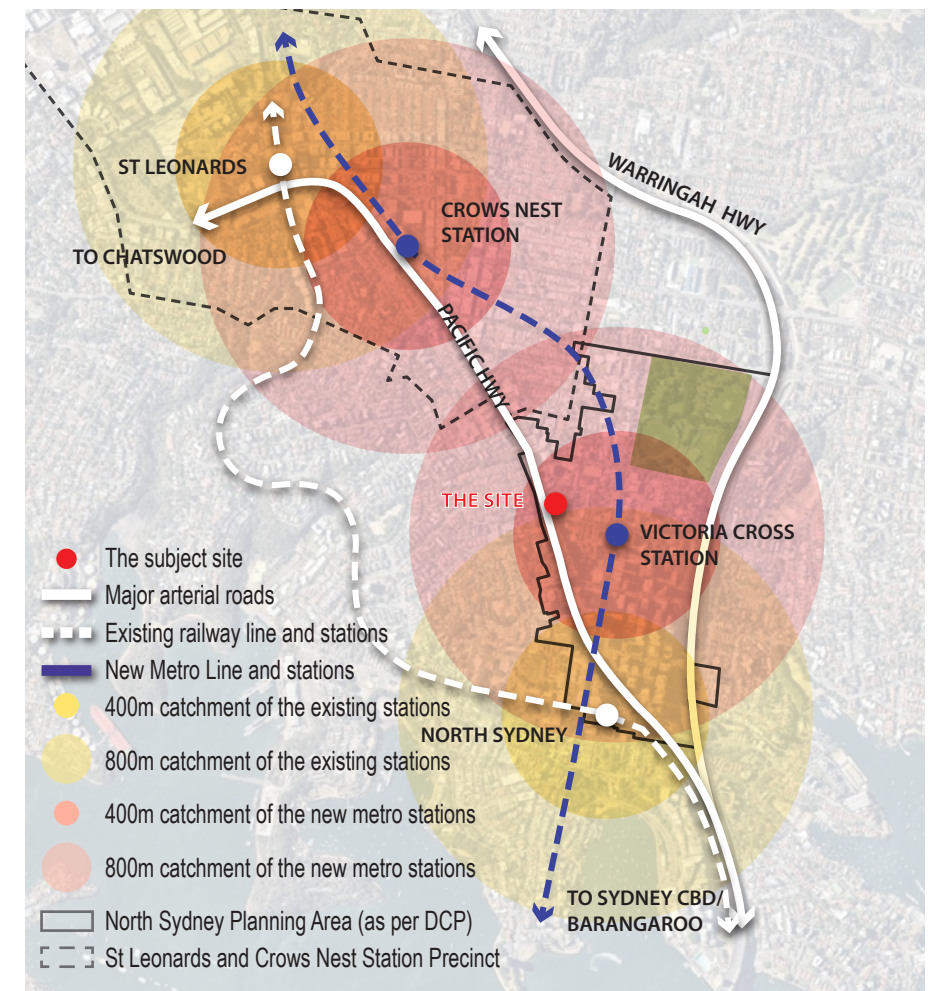 WARRINGAH HWY
ST LEONARDS
CROWS NEST
STATION
TO CHATSWOOD
PACIFIC HWY
THE SITE
VICTORIA CROSS
STATION
NORTH SYDNEY
TO SYDNEY CBD/
BARANGAROO
The subject site
Major arterial roads
Existing railway line and stations
New Metro Line and stations
400m catchment of the existing stations
800m catchment of the existing stations
400m catchment of the new metro stations
800m catchment of the new metro stations
North Sydney Planning Area (as per DCP)
St Leonards and Crows Nest Station Precinct